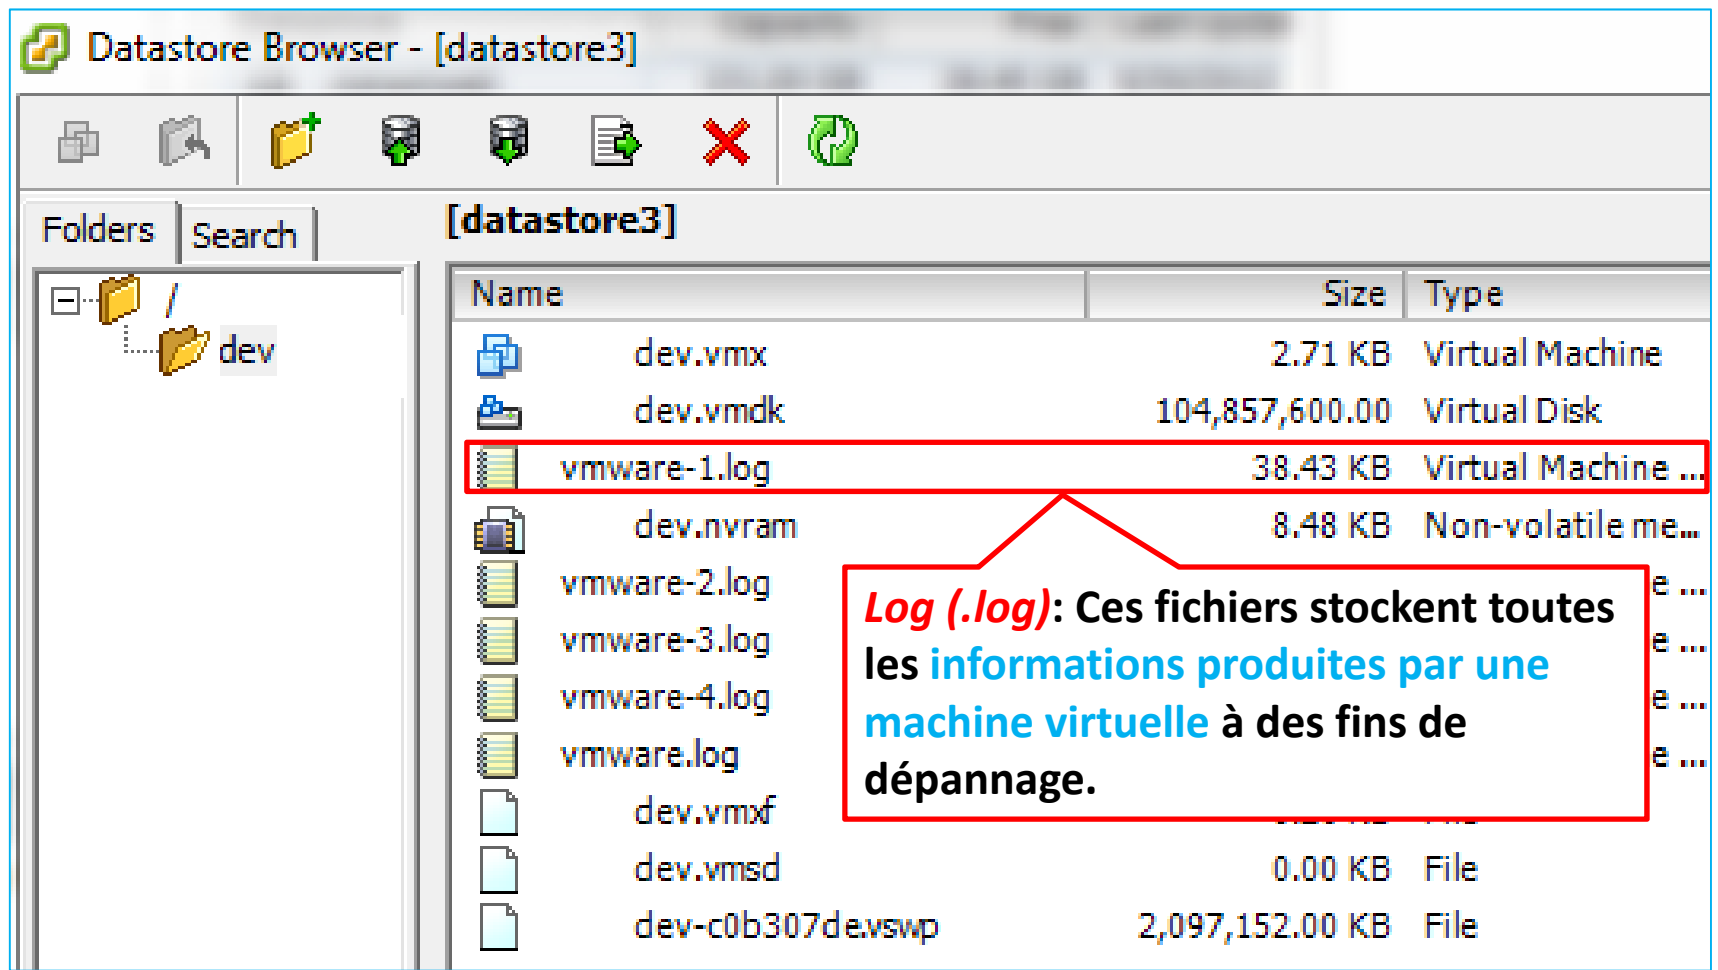 Datastore Browser - [datastore3]
Folders Search
[datastore3]
/
dev
Name Size Type
dev.vmx 2.71 KB Virtual Machine
dev.vmdk 104,857,600.00 Virtual Disk
vmware-1.log 38.43 KB Virtual Machine ...
dev.nvram 8.48 KB Non-volatile me...
vmware-2.log e ...
vmware-3.log e ...
vmware-4.log e ...
vmware.log e ...
dev.vmxf File
dev.vmsd 0.00 KB File
dev-c0b307de.vswp 2,097,152.00 KB File
Log (.log): Ces fichiers stockent toutes
les informations produites par une
machine virtuelle à des fins de
dépannage.